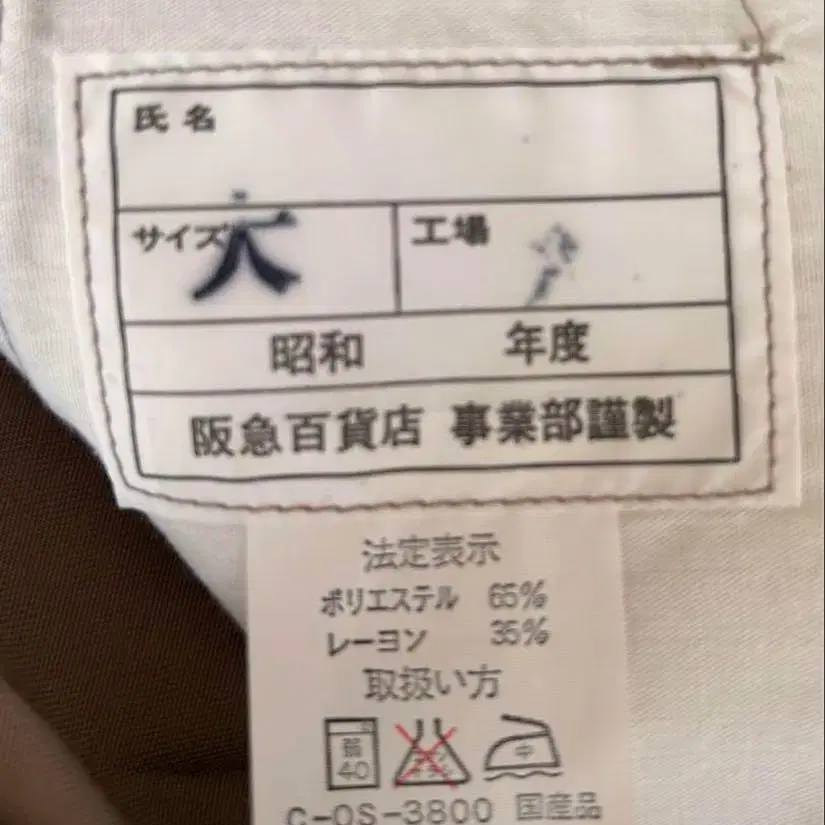 氏名
サイズ 大 工場
昭和 年度
阪急百貨店 事業部謹製
法定表示
ポリエステル 65%
レーヨン 35%
取扱い方
弱 40 中
C-OS-3800 国産品